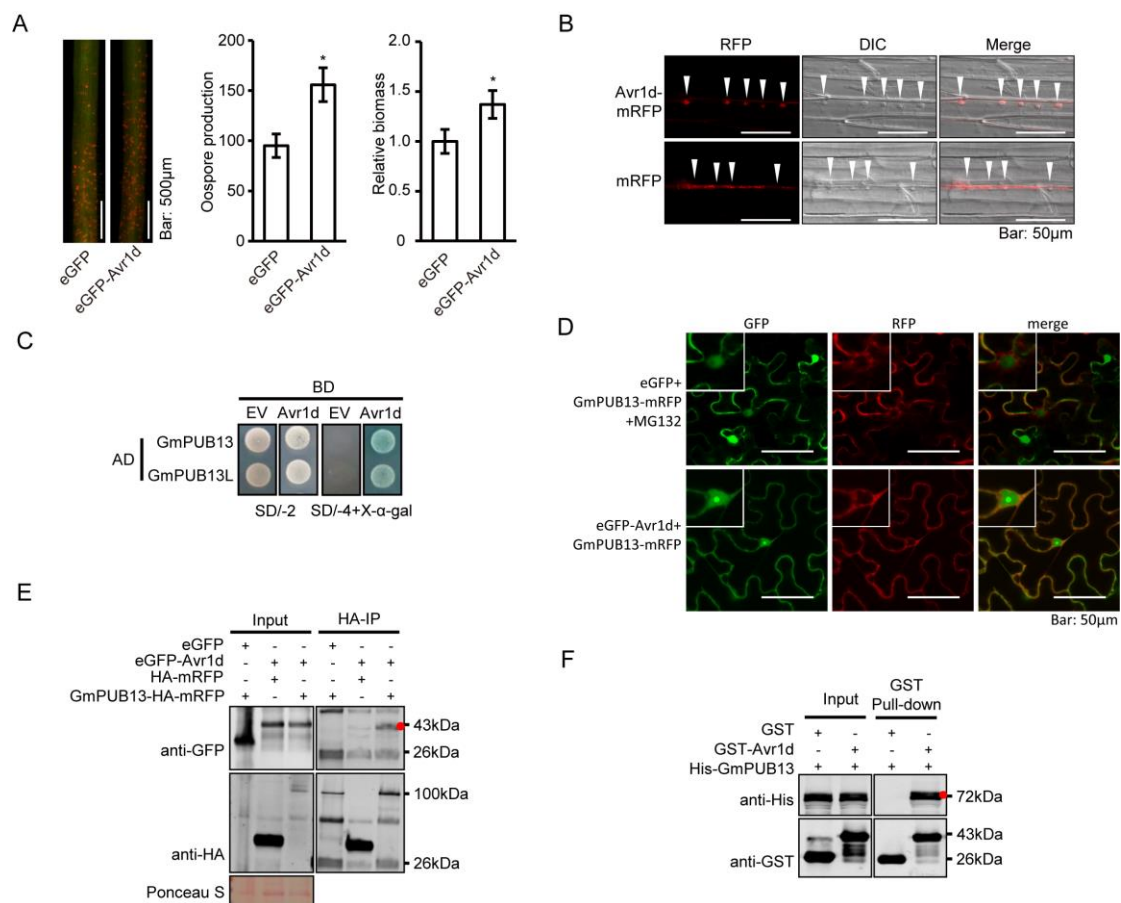 A
Bar: 500µm
eGFP
eGFP-Avr1d
Oospore production
200
150
100
50
0
*
eGFP
eGFP-Avr1d
Relative biomass
2.0
1.5
1.0
0.5
0
*
eGFP
eGFP-Avr1d
B
RFP DIC Merge
Avr1d-
mRFP
mRFP
Bar: 50µm
C
BD
EV Avr1d EV Avr1d
AD
GmPUB13
GmPUB13L
SD/-2 SD/-4+X-α-gal
D
GFP RFP merge
eGFP+
GmPUB13-mRFP
+MG132
eGFP-Avr1d+
GmPUB13-mRFP
Bar: 50µm
E
Input HA-IP
eGFP + - - + - -
eGFP-Avr1d - + + - + +
HA-mRFP - + - - + -
GmPUB13-HA-mRFP + - + + - +
anti-GFP
43kDa
26kDa
anti-HA
100kDa
26kDa
Ponceau S
F
Input GST
Pull-down
GST + - + -
GST-Avr1d - + - +
His-GmPUB13 + + + +
anti-His
72kDa
anti-GST
43kDa
26kDa